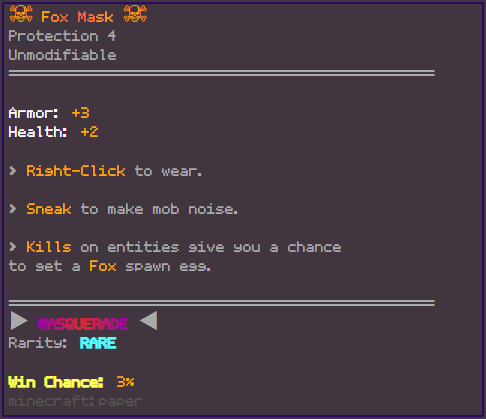 ☠ Fox Mask ☠
Protection 4
Unmodifiable
Armor: +3
Health: +2
> Right-Click to wear.
> Sneak to make mob noise.
> Kills on entities give you a chance
to get a Fox spawn egg.
▶ MASQUERADE ◀
Rarity: RARE
Win Chance: 3%
minecraft:paper